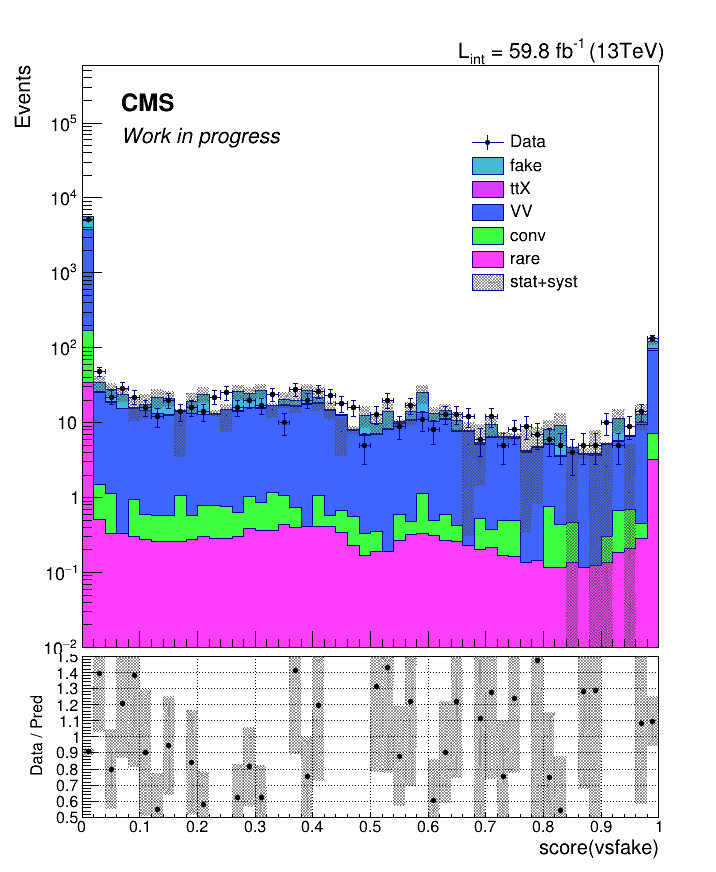 L_int = 59.8 fb^-1 (13TeV)
Events
CMS
Work in progress
Data
fake
ttX
VV
conv
rare
stat+syst
10^5
10^4
10^3
10^2
10
1
10^−1
10^−2
Data / Pred
1.5
1.4
1.3
1.2
1.1
1
0.9
0.8
0.7
0.6
0.5
0 0.1 0.2 0.3 0.4 0.5 0.6 0.7 0.8 0.9 1
score(vsfake)